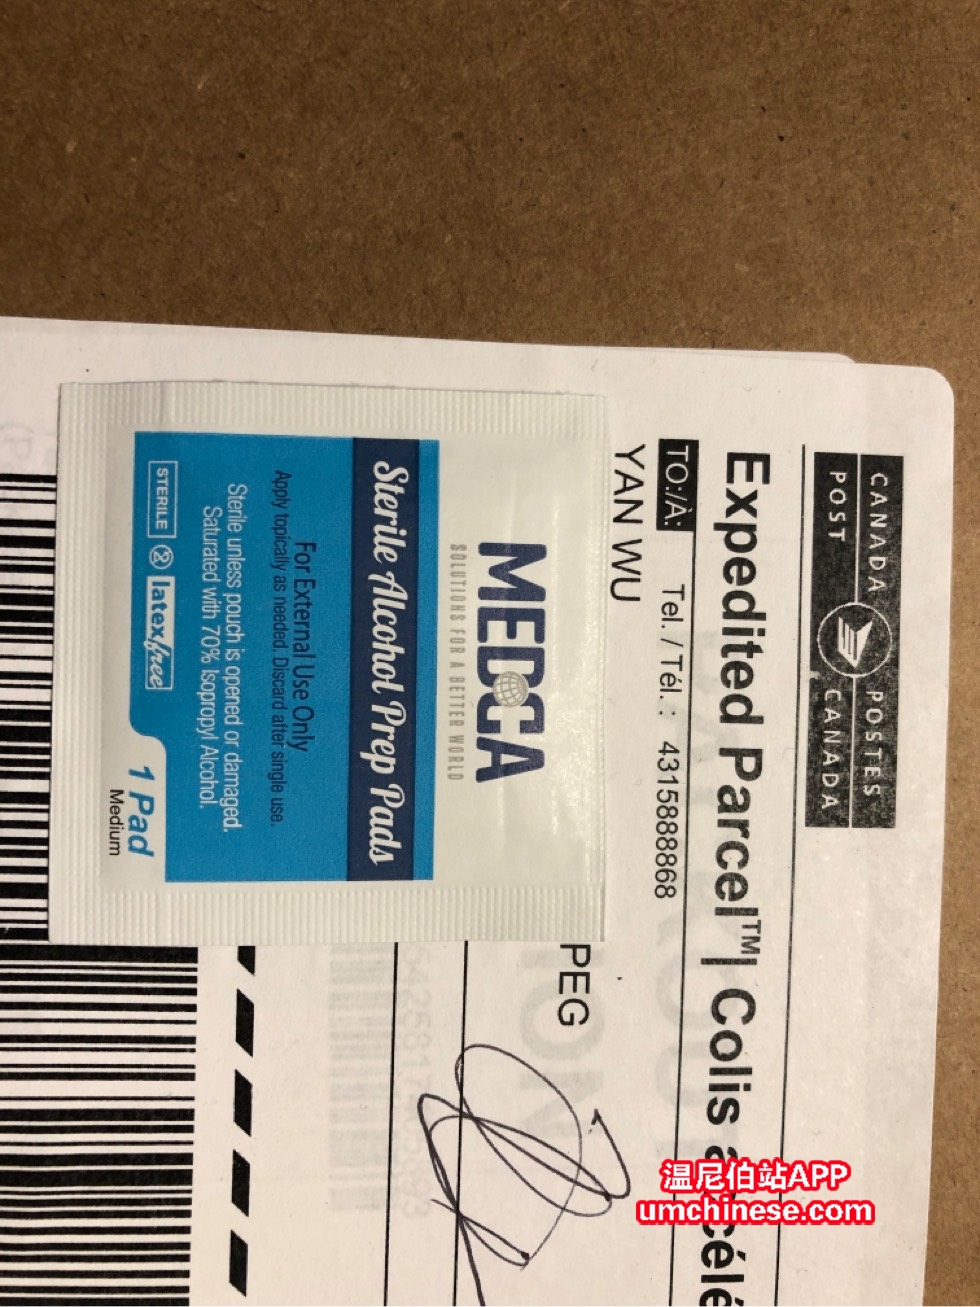 CANADA POSTES
POST CANADA
Expedited Parcel™| Colis
TO:/À: Tel. / Tél. : 4315888868
YAN WU
PEG
MEDCA
SOLUTIONS FOR A BETTER WORLD
Sterile Alcohol Prep Pads
For External Use Only
Apply topically as needed. Discard after single use.
Sterile unless pouch is opened or damaged.
Saturated with 70% Isopropyl Alcohol.
STERILE 2 latexfree
1 Pad
Medium
温尼伯站APP
umchinese.com